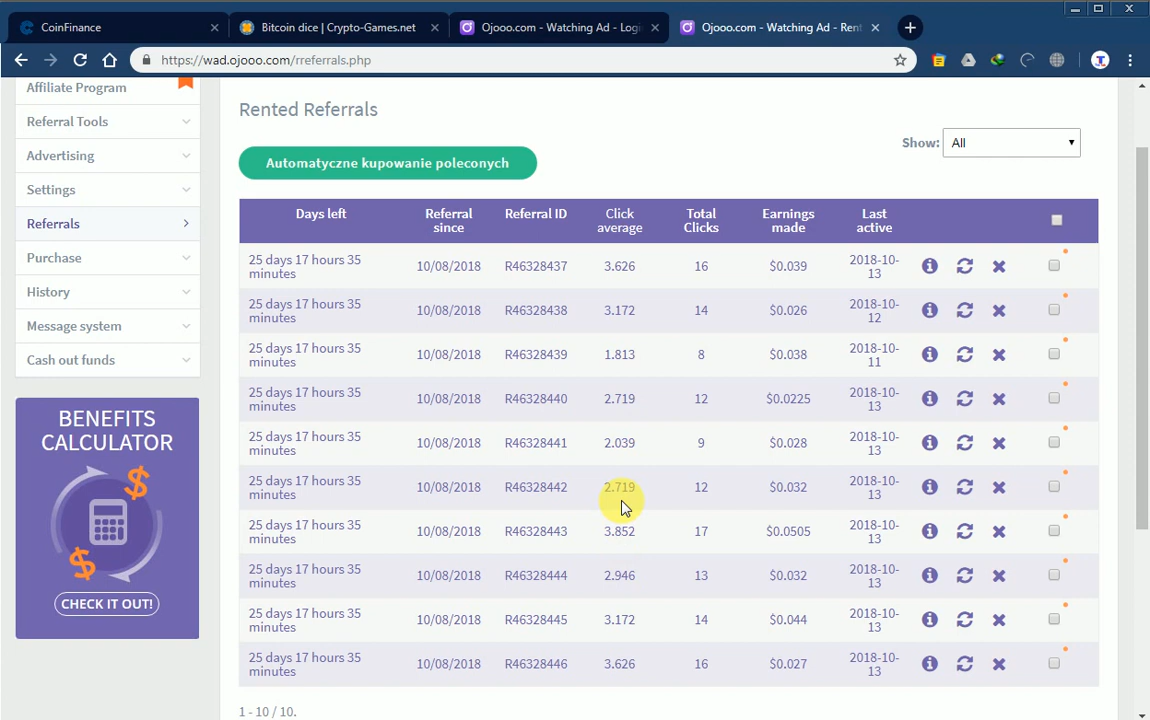 CoinFinance
Bitcoin dice | Crypto-Games.net
Ojooo.com - Watching Ad - Logi
Ojooo.com - Watching Ad - Rent
https://wad.ojooo.com/rreferrals.php
Affiliate Program
Referral Tools
Advertising
Settings
Referrals
Purchase
History
Message system
Cash out funds
BENEFITS
CALCULATOR
$
$
CHECK IT OUT!
Rented Referrals
Automatyczne kupowanie poleconych
Show: All
Days left Referral since Referral ID Click average Total Clicks Earnings made Last active
25 days 17 hours 35 minutes 10/08/2018 R46328437 3.626 16 $0.039 2018-10-13
25 days 17 hours 35 minutes 10/08/2018 R46328438 3.172 14 $0.026 2018-10-12
25 days 17 hours 35 minutes 10/08/2018 R46328439 1.813 8 $0.038 2018-10-11
25 days 17 hours 35 minutes 10/08/2018 R46328440 2.719 12 $0.0225 2018-10-13
25 days 17 hours 35 minutes 10/08/2018 R46328441 2.039 9 $0.028 2018-10-13
25 days 17 hours 35 minutes 10/08/2018 R46328442 2.719 12 $0.032 2018-10-13
25 days 17 hours 35 minutes 10/08/2018 R46328443 3.852 17 $0.0505 2018-10-13
25 days 17 hours 35 minutes 10/08/2018 R46328444 2.946 13 $0.032 2018-10-13
25 days 17 hours 35 minutes 10/08/2018 R46328445 3.172 14 $0.044 2018-10-13
25 days 17 hours 35 minutes 10/08/2018 R46328446 3.626 16 $0.027 2018-10-13
1 - 10 / 10.